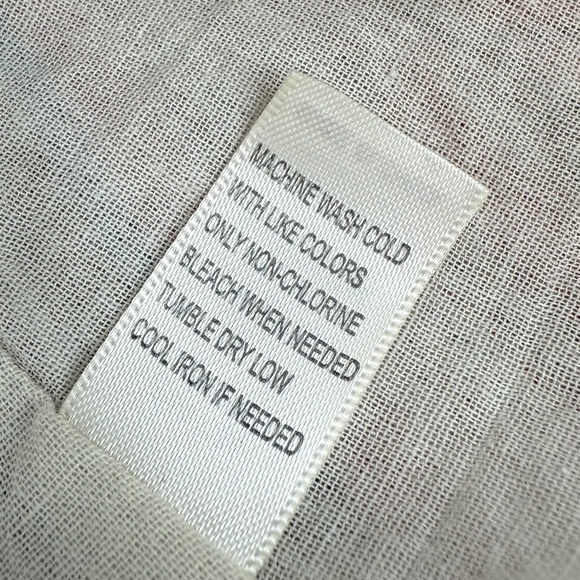 MACHINE WASH COLD
WITH LIKE COLORS
ONLY NON-CHLORINE
BLEACH WHEN NEEDED
TUMBLE DRY LOW
COOL IRON IF NEEDED